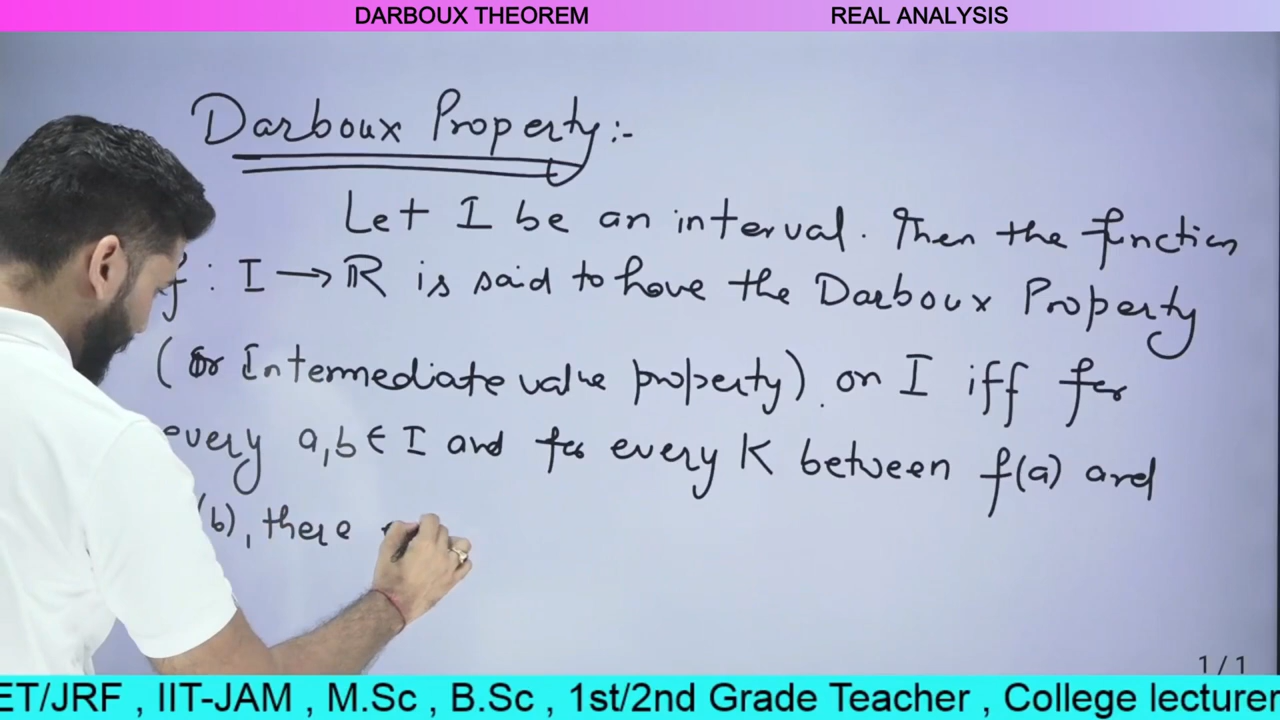 DARBOUX THEOREM REAL ANALYSIS
Darboux Property:-
Let I be an interval. Then the function
f : I → ℝ is said to have the Darboux Property
(or Intermediate value property) on I iff for
every a,b ∈ I and for every K between f(a) and
(b), there
1 / 1
ET/JRF , IIT-JAM , M.Sc , B.Sc , 1st/2nd Grade Teacher , College lecturer